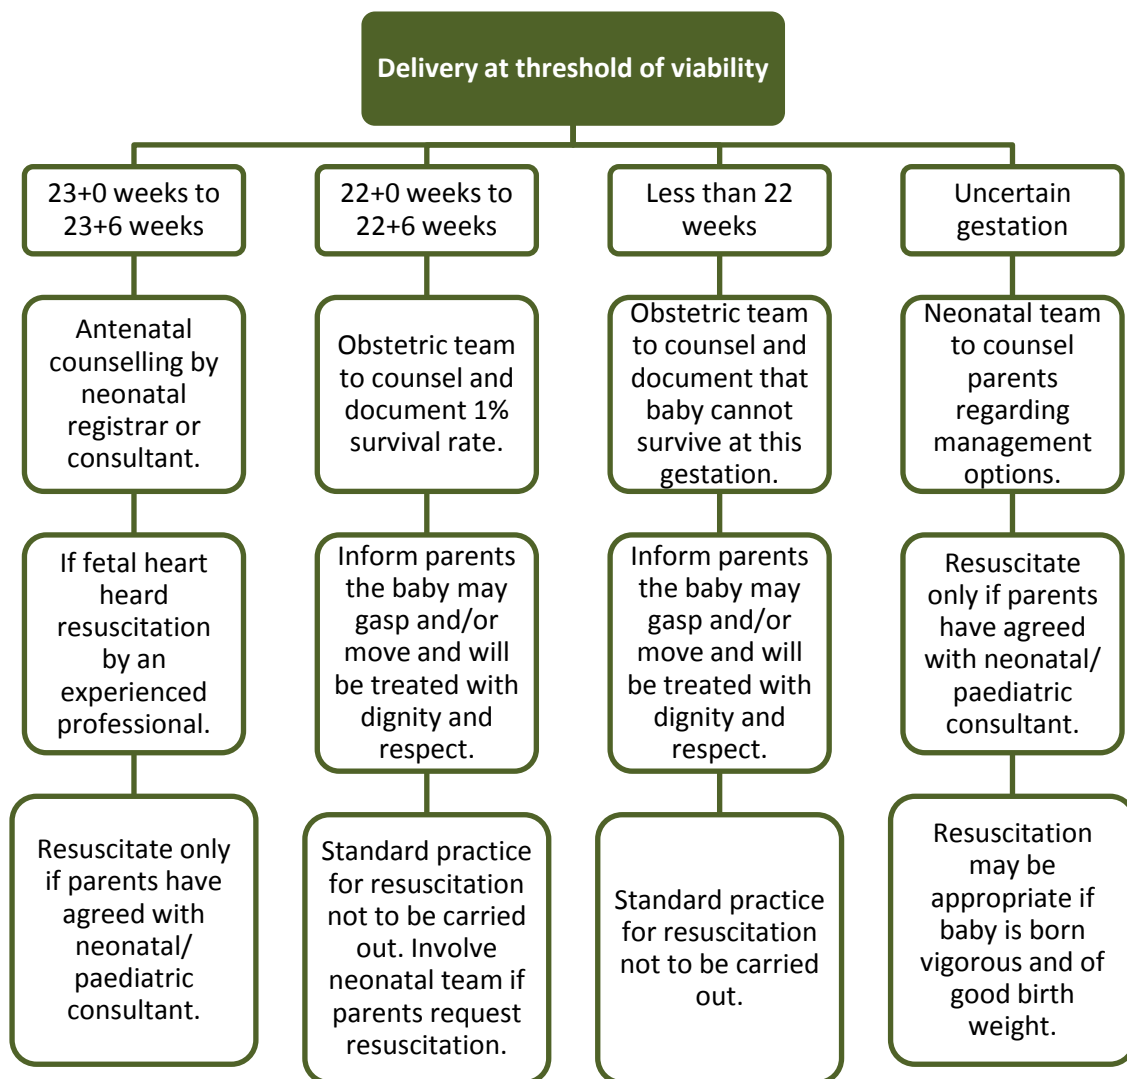 Delivery at threshold of viability
23+0 weeks to
23+6 weeks
Antenatal
counselling by
neonatal
registrar or
consultant.
If fetal heart
heard
resuscitation
by an
experienced
professional.
Resuscitate only
if parents have
agreed with
neonatal/
paediatric
consultant.
22+0 weeks to
22+6 weeks
Obstetric team
to counsel and
document 1%
survival rate.
Inform parents
the baby may
gasp and/or
move and will
be treated with
dignity and
respect.
Standard practice
for resuscitation
not to be carried
out. Involve
neonatal team if
parents request
resuscitation.
Less than 22
weeks
Obstetric team
to counsel and
document that
baby cannot
survive at this
gestation.
Inform parents
the baby may
gasp and/or
move and will
be treated with
dignity and
respect.
Standard practice
for resuscitation
not to be carried
out.
Uncertain
gestation
Neonatal team
to counsel
parents
regarding
management
options.
Resuscitate
only if parents
have agreed
with neonatal/
paediatric
consultant.
Resuscitation
may be
appropriate if
baby is born
vigorous and of
good birth
weight.